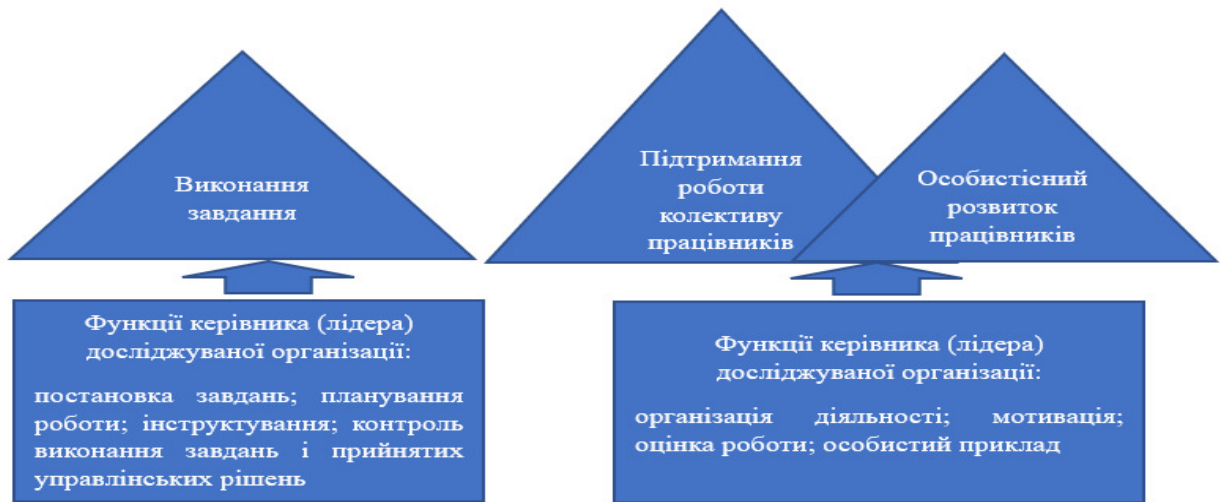 Виконання
завдання
Підтримання
роботи
колективу
працівників
Особистісний
розвиток
працівників
Функції керівника (лідера)
досліджуваної організації:
постановка завдань; планування
роботи; інструктування; контроль
виконання завдань і прийнятих
управлінських рішень
Функції керівника (лідера)
досліджуваної організації:
організація діяльності; мотивація;
оцінка роботи; особистий приклад